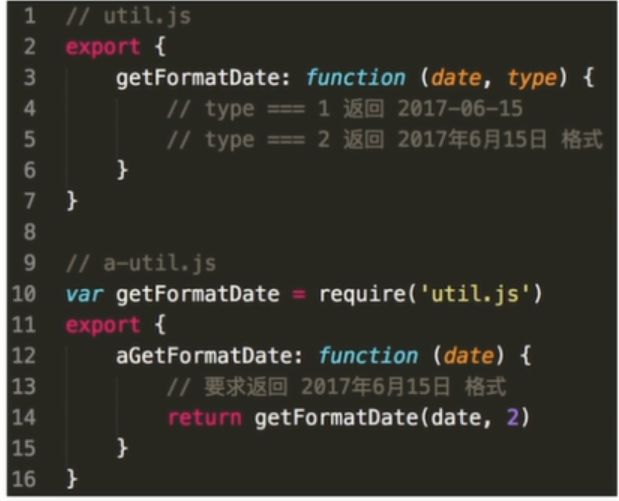 1 // util.js
2 export {
3     getFormatDate: function (date, type) {
4         // type === 1 返回 2017-06-15
5         // type === 2 返回 2017年6月15日 格式
6     }
7 }
8
9 // a-util.js
10 var getFormatDate = require('util.js')
11 export {
12     aGetFormatDate: function (date) {
13         // 要求返回 2017年6月15日 格式
14         return getFormatDate(date, 2)
15     }
16 }